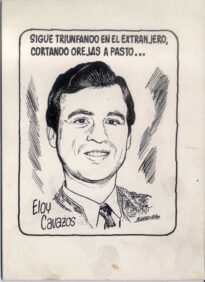 SIGUE TRIUNFANDO EN EL EXTRANJERO,
CORTANDO OREJAS A PASTO...
Eloy
Cavazos